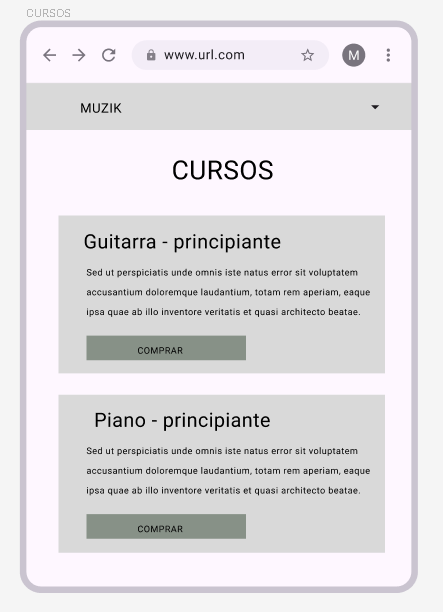 CURSOS
www.url.com
M
MUZIK
CURSOS
Guitarra - principiante
Sed ut perspiciatis unde omnis iste natus error sit voluptatem
accusantium doloremque laudantium, totam rem aperiam, eaque
ipsa quae ab illo inventore veritatis et quasi architecto beatae.
COMPRAR
Piano - principiante
Sed ut perspiciatis unde omnis iste natus error sit voluptatem
accusantium doloremque laudantium, totam rem aperiam, eaque
ipsa quae ab illo inventore veritatis et quasi architecto beatae.
COMPRAR